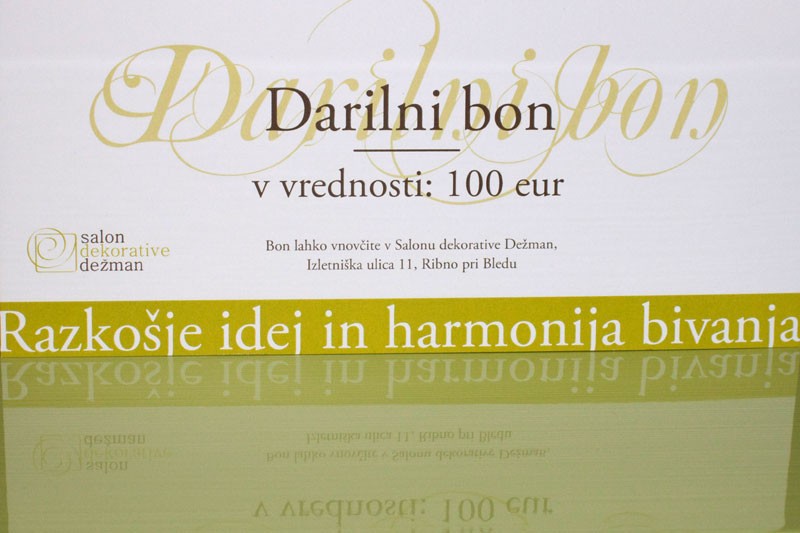 Darilni bon
Darilni bon
v vrednosti: 100 eur
salon
dekorative
dežman
Bon lahko vnovčite v Salonu dekorative Dežman,
Izletniška ulica 11, Ribno pri Bledu
Razkošje idej in harmonija bivanja